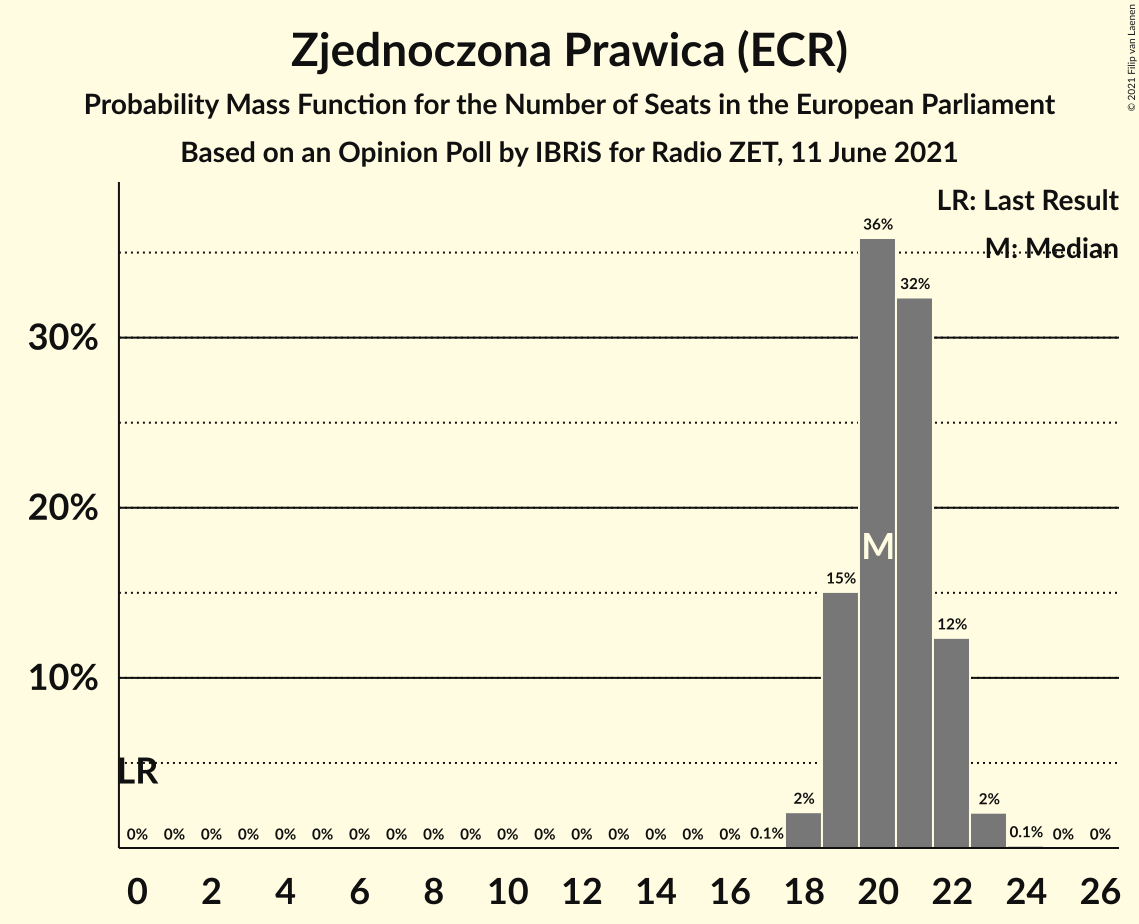 Zjednoczona Prawica (ECR)
Probability Mass Function for the Number of Seats in the European Parliament
Based on an Opinion Poll by IBRiS for Radio ZET, 11 June 2021
© 2021 Filip van Laenen
LR: Last Result
M: Median
36%
32%
30%
20%
M
15%
12%
10%
LR
2%
2%
0% 0% 0% 0% 0% 0% 0% 0% 0% 0% 0% 0% 0% 0% 0% 0% 0% 0.1% 0.1% 0% 0%
0 2 4 6 8 10 12 14 16 18 20 22 24 26